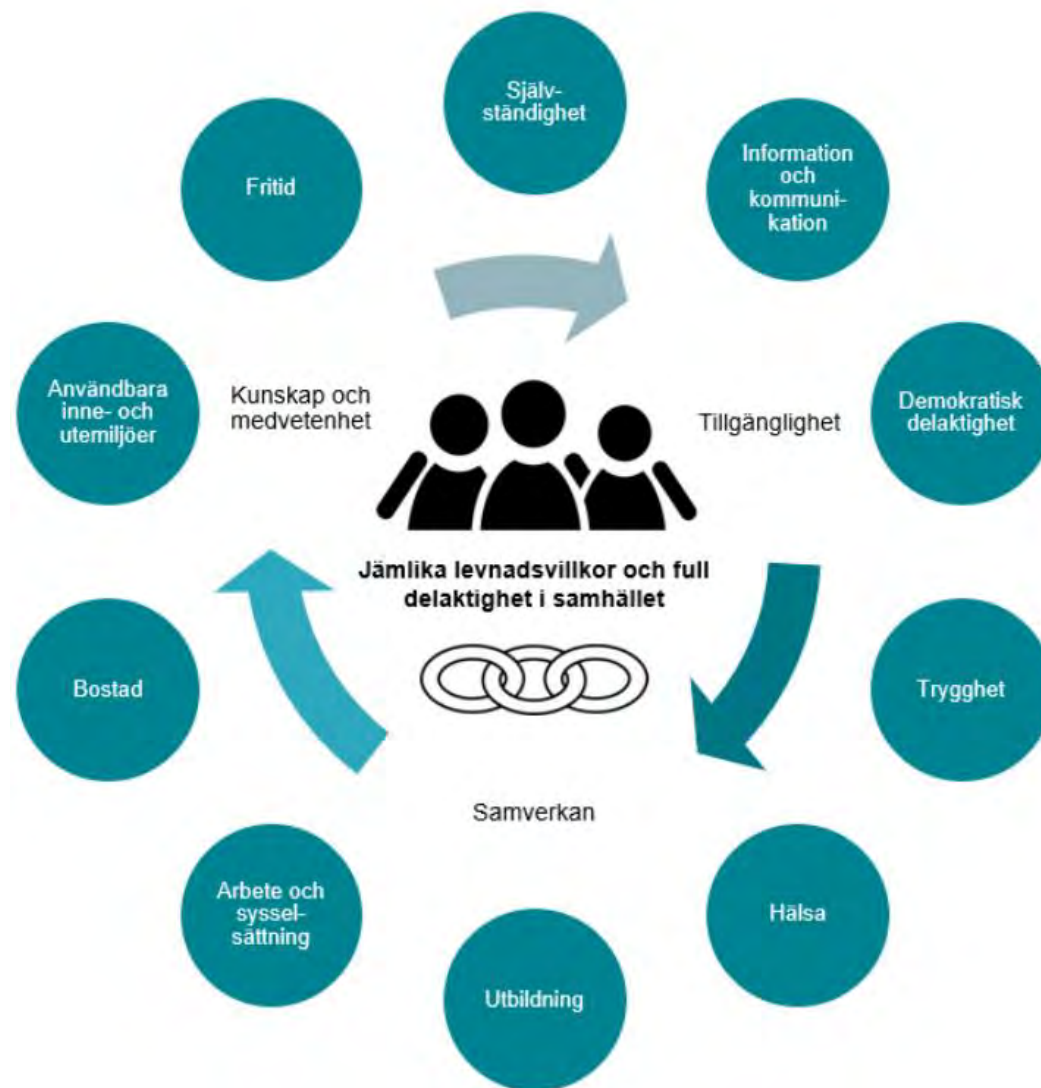 Själv-
ständighet
Information
och
kommuni-
kation
Fritid
Användbara
inne- och
utemiljöer
Kunskap och
medvetenhet
Tillgänglighet
Demokratisk
delaktighet
Jämlika levnadsvillkor och full
delaktighet i samhället
Bostad
Trygghet
Samverkan
Arbete och
syssel-
sättning
Hälsa
Utbildning